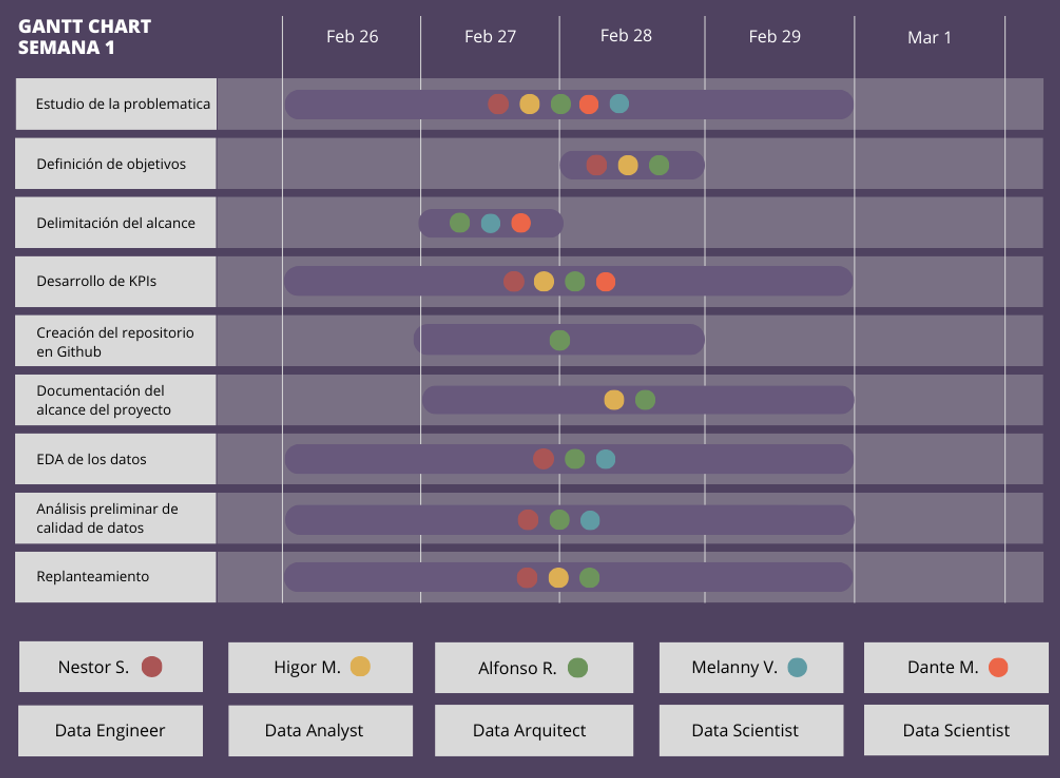 GANTT CHART
SEMANA 1
Feb 26
Feb 27
Feb 28
Feb 29
Mar 1
Estudio de la problematica
Definición de objetivos
Delimitación del alcance
Desarrollo de KPIs
Creación del repositorio
en Github
Documentación del
alcance del proyecto
EDA de los datos
Análisis preliminar de
calidad de datos
Replanteamiento
Nestor S.
Higor M.
Alfonso R.
Melanny V.
Dante M.
Data Engineer
Data Analyst
Data Arquitect
Data Scientist
Data Scientist